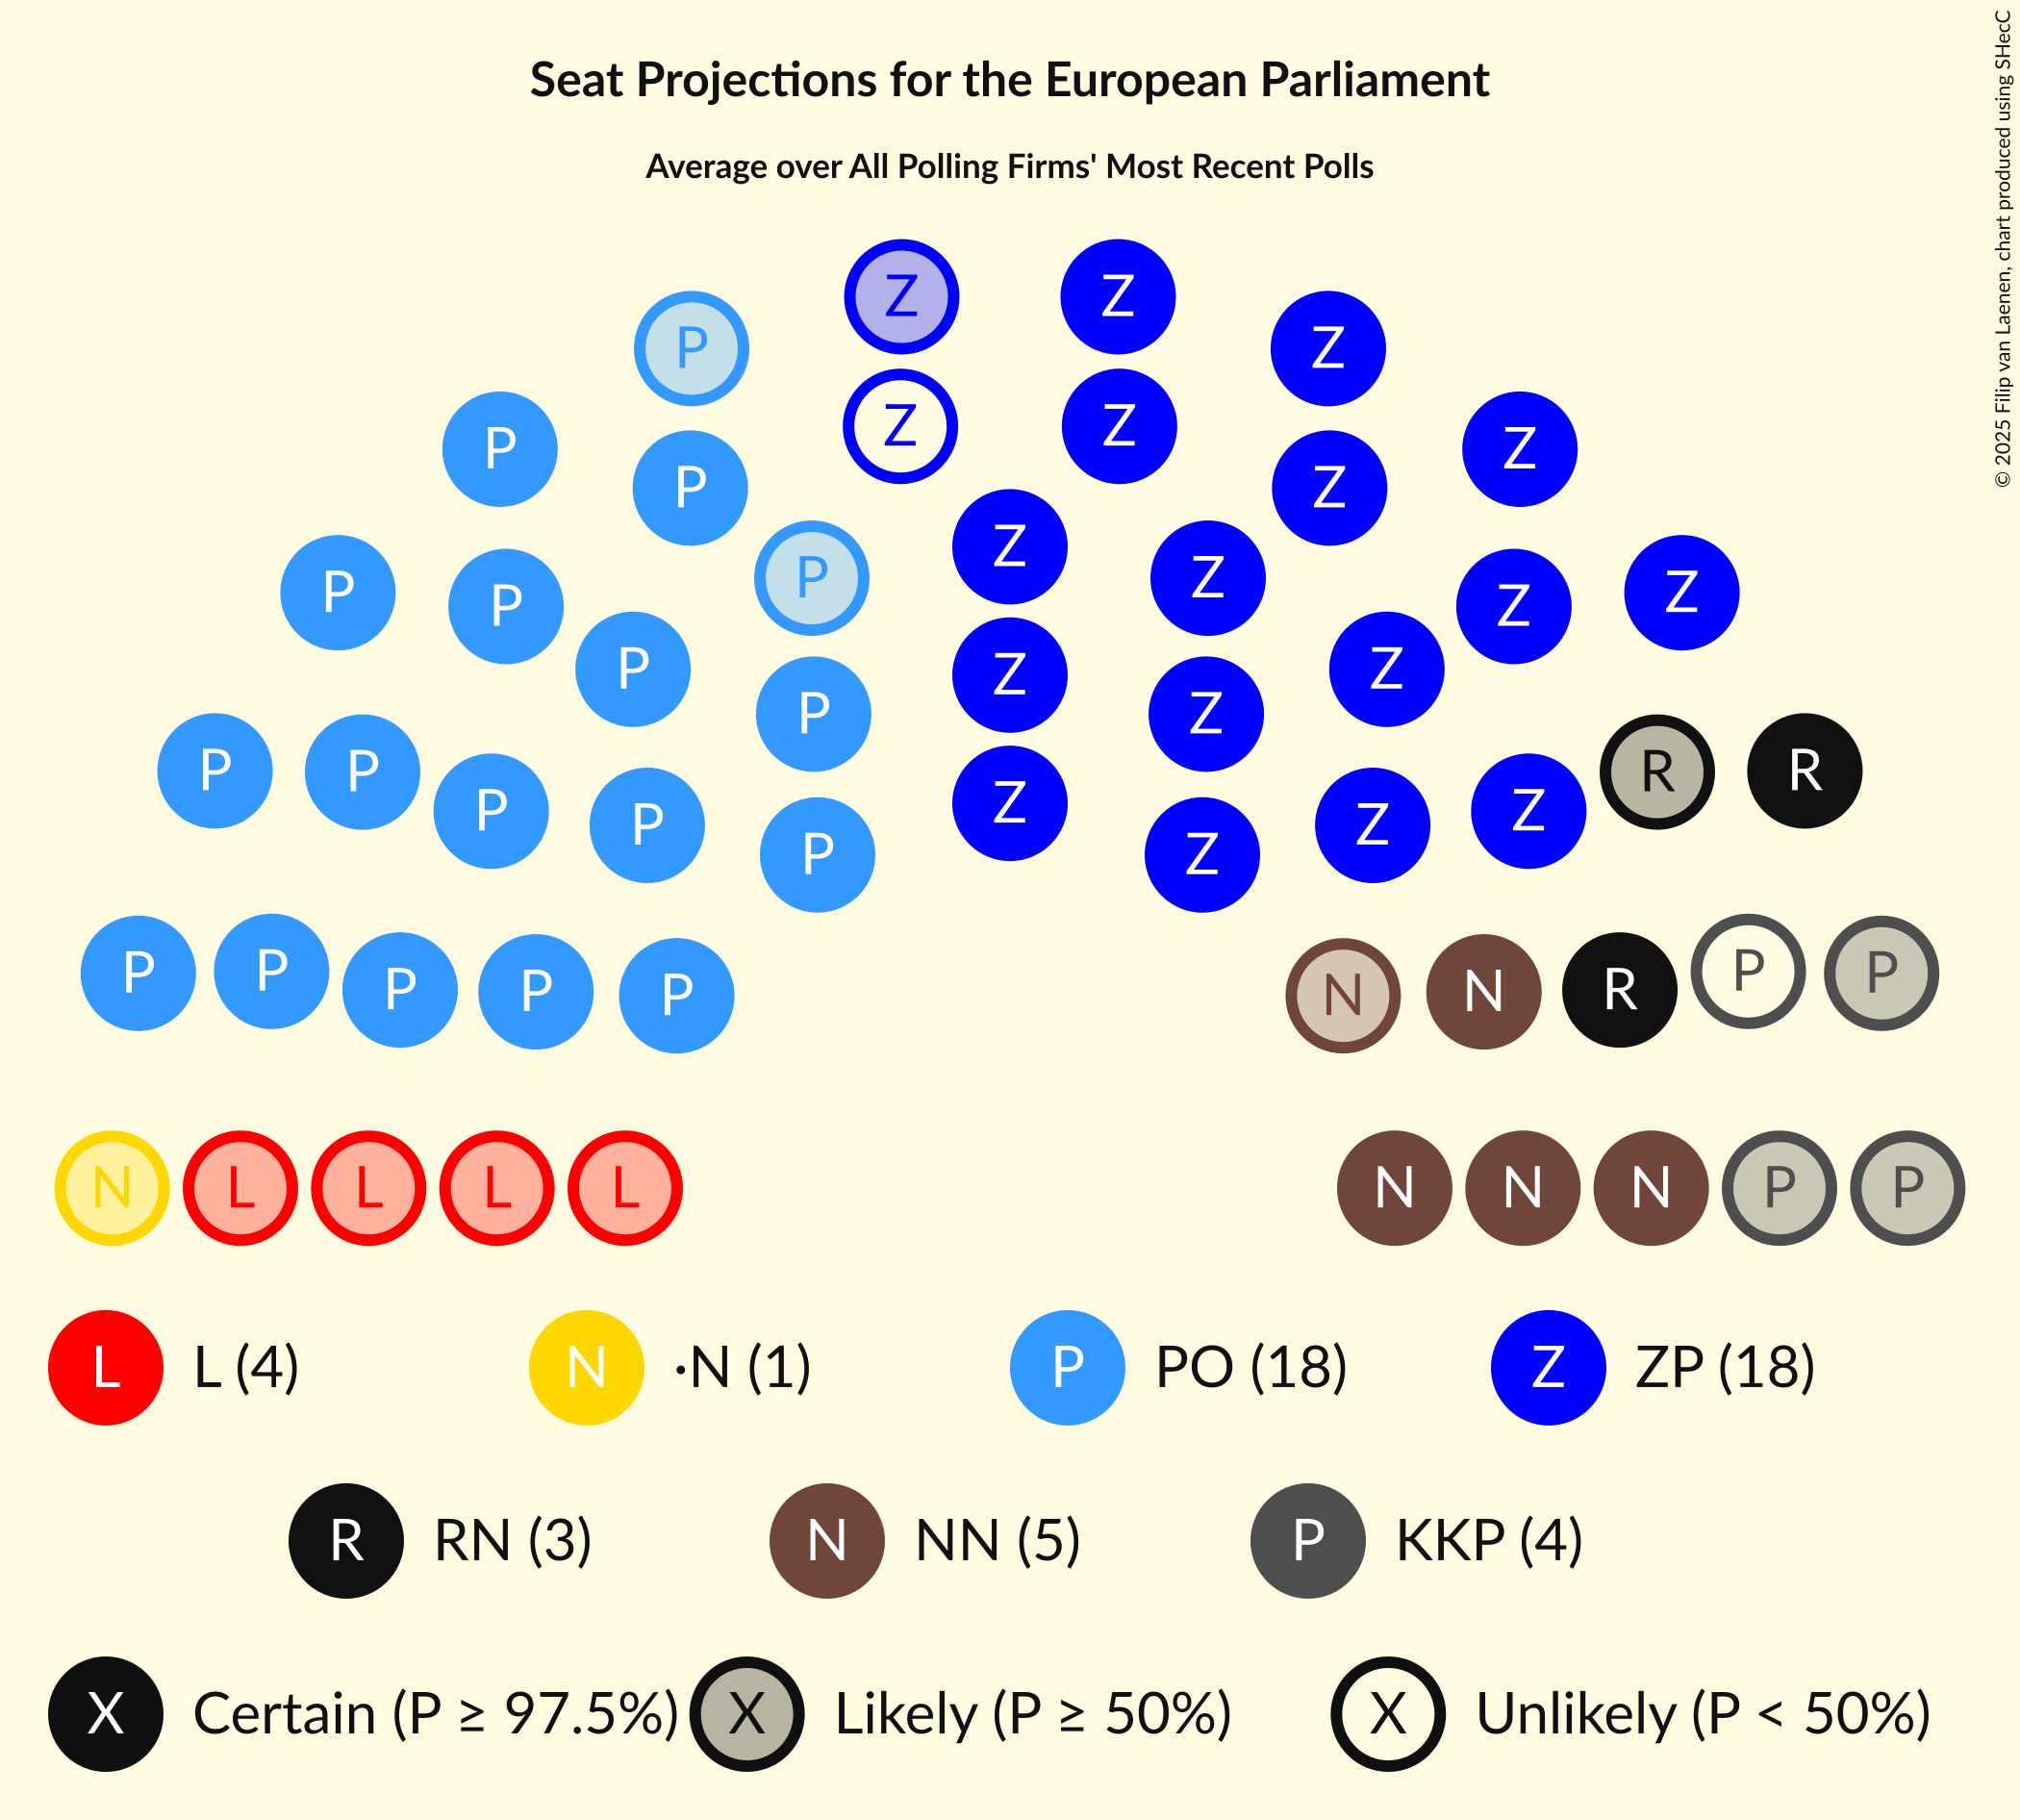 Seat Projections for the European Parliament
Average over All Polling Firms' Most Recent Polls
© 2025 Filip van Laenen, chart produced using SHecC
Z Z
P Z
Z Z
P Z
P Z
Z
P Z
P Z
P P Z Z
P Z
Z
P Z
P P R R
P Z
P Z
P Z
P P P P
P N
P N R P
N L L L L N N N P P
L L (4) N ·N (1) P PO (18) Z ZP (18)
R RN (3) N NN (5) P KKP (4)
X Certain (P ≥ 97.5%) X Likely (P ≥ 50%) X Unlikely (P < 50%)